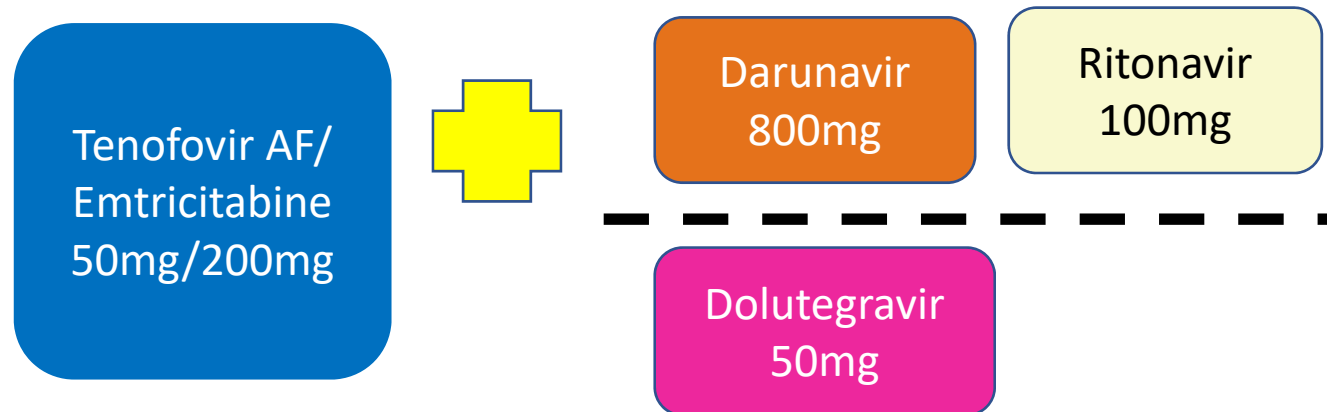 Tenofovir AF/
Emtricitabine
50mg/200mg
Darunavir
800mg
Ritonavir
100mg
Dolutegravir
50mg